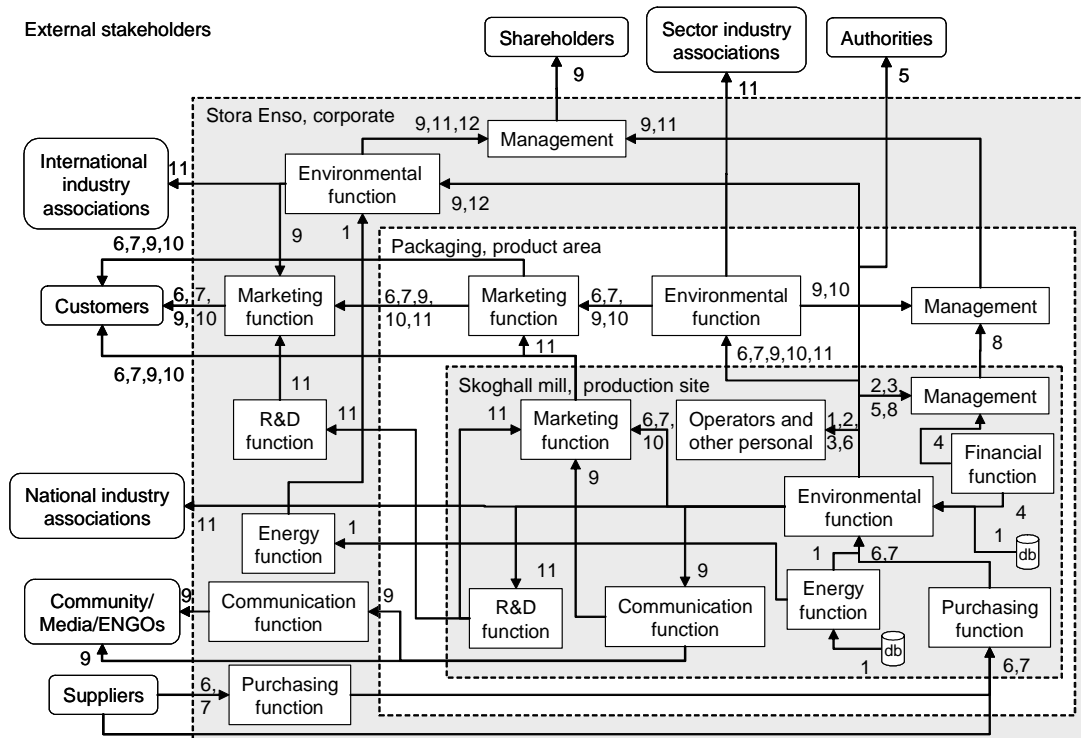 External stakeholders
Shareholders
Sector industry
associations
Authorities
9
11
5
Stora Enso, corporate
9,11,12
Management
9,11
International
industry
associations
11
Environmental
function
9,12
1
9
6,7,9,10
Packaging, product area
Customers
6, 7,
9, 10
Marketing
function
6,7,9,
10,11
Marketing
function
6,7,
9,10
Environmental
function
9,10
Management
11
6,7,9,10,11
8
6,7,9,10
Skoghall mill, production site
2,3
5,8
Management
11
R&D
function
11
11
Marketing
function
6,7,
10
Operators and
other personal
1,2,
3,6
4
Financial
function
9
National industry
associations
11
Environmental
function
4
Energy
function
1
1
db
11
9
1
6,7
Community/
Media/ENGOs
9
Communication
function
9
R&D
function
Communication
function
Energy
function
Purchasing
function
9
1
db
6,7
Suppliers
6,
7
Purchasing
function